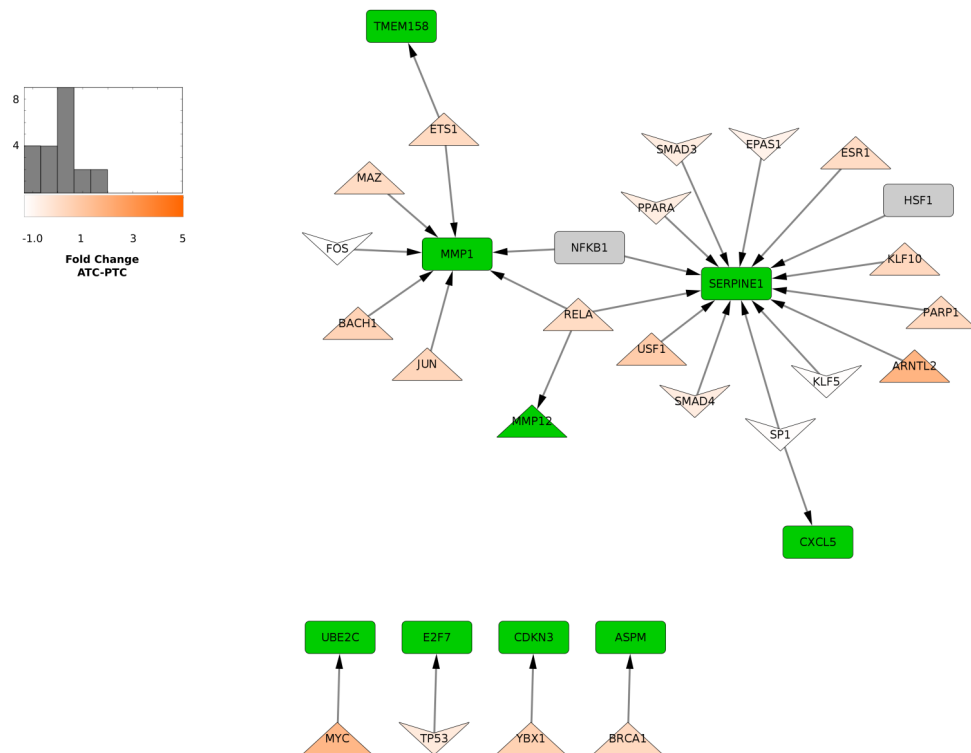 TMEM158
8
4
-1.0 1 2 3 5
Fold Change
ATC-PTC
ETS1
SMAD3
EPAS1
ESR1
MAZ
PPARA
HSF1
FOS
MMP1
NFKB1
KLF10
SERPINE1
BACH1
RELA
PARP1
JUN
USF1
ARNTL2
KLF5
SMAD4
MMP12
SP1
CXCL5
UBE2C
E2F7
CDKN3
ASPM
MYC
TP53
YBX1
BRCA1